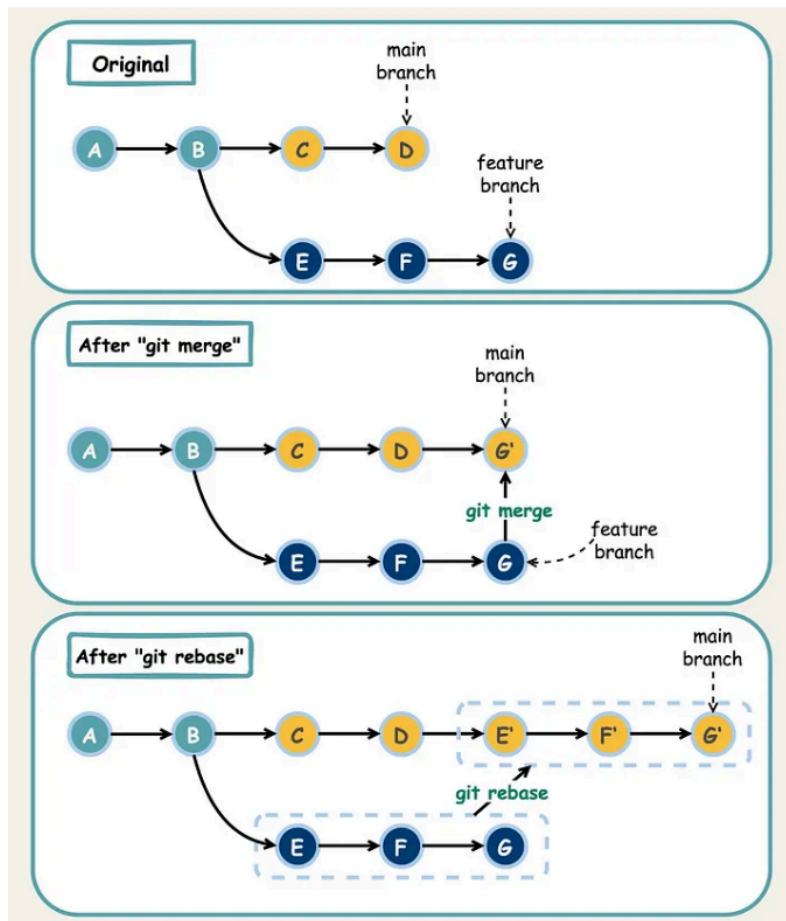 Original
main
branch
A
B
C
D
feature
branch
E
F
G
After "git merge"
main
branch
A
B
C
D
G'
git merge
feature
branch
E
F
G
After "git rebase"
main
branch
A
B
C
D
E'
F'
G'
git rebase
E
F
G